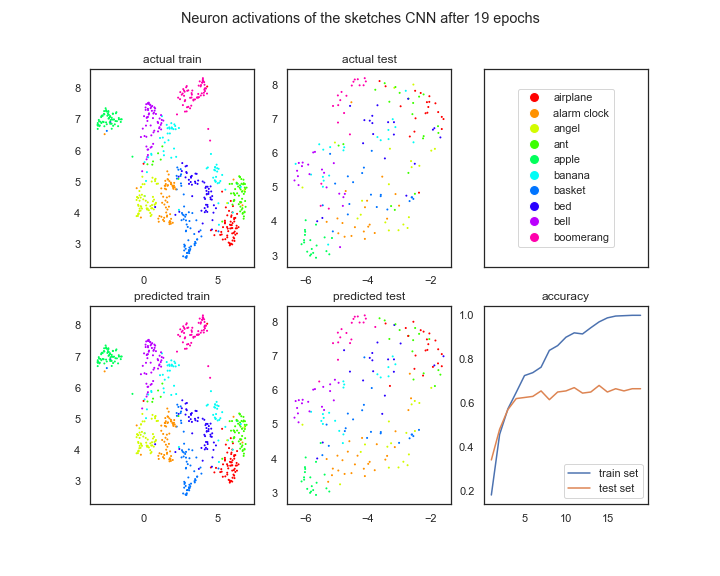 Neuron activations of the sketches CNN after 19 epochs
actual train
8
7
6
5
4
3
0 5
actual test
8
7
6
5
4
3
−6 −4 −2
airplane
alarm clock
angel
ant
apple
banana
basket
bed
bell
boomerang
predicted train
8
7
6
5
4
3
0 5
predicted test
8
7
6
5
4
3
−6 −4 −2
accuracy
1.0
0.8
0.6
0.4
0.2
train set
test set
5 10 15